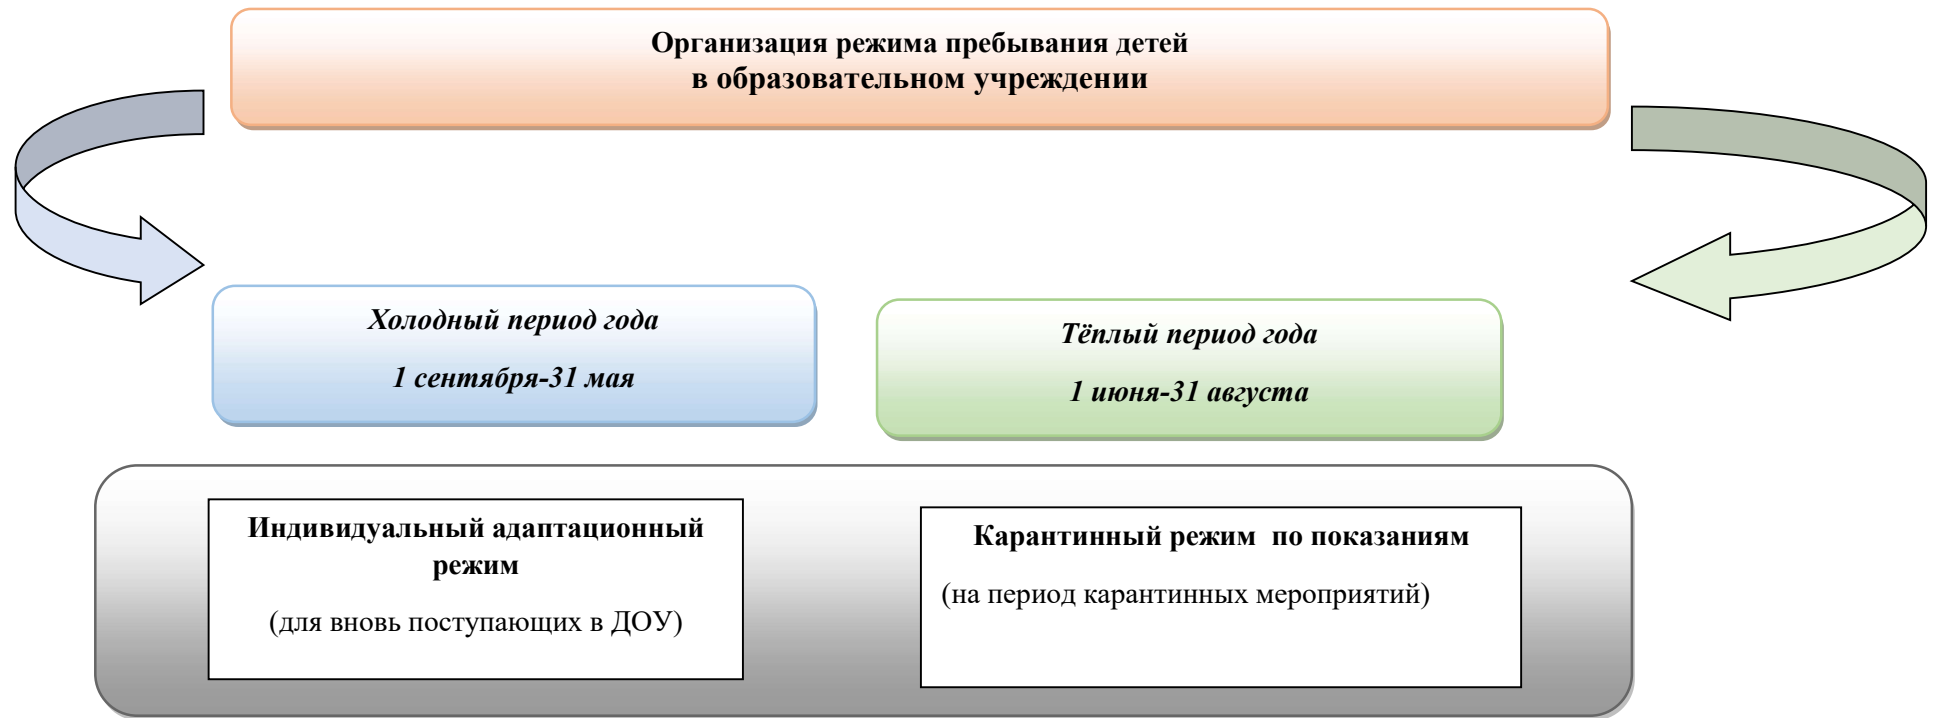 Организация режима пребывания детей
в образовательном учреждении
Холодный период года
1 сентября-31 мая
Тёплый период года
1 июня-31 августа
Индивидуальный адаптационный
режим
(для вновь поступающих в ДОУ)
Карантинный режим  по показаниям
(на период карантинных мероприятий)